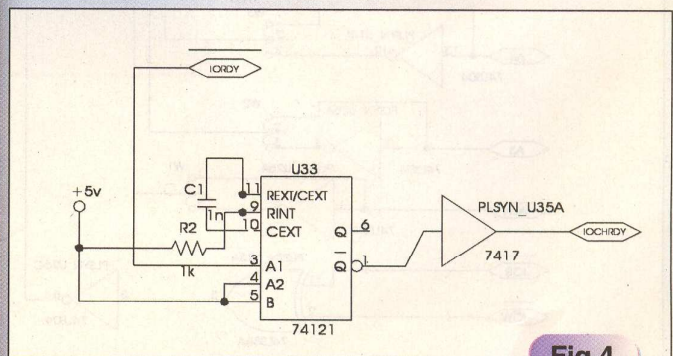 IORDY
U33
+5v
C1
1n
11
REXT/CEXT
9
RINT
10
CEXT
R2
1k
3
A1
4
A2
5
B
Q
6
Q
1
74121
PLSYN_U35A
7417
IOCHRDY
Fig 4